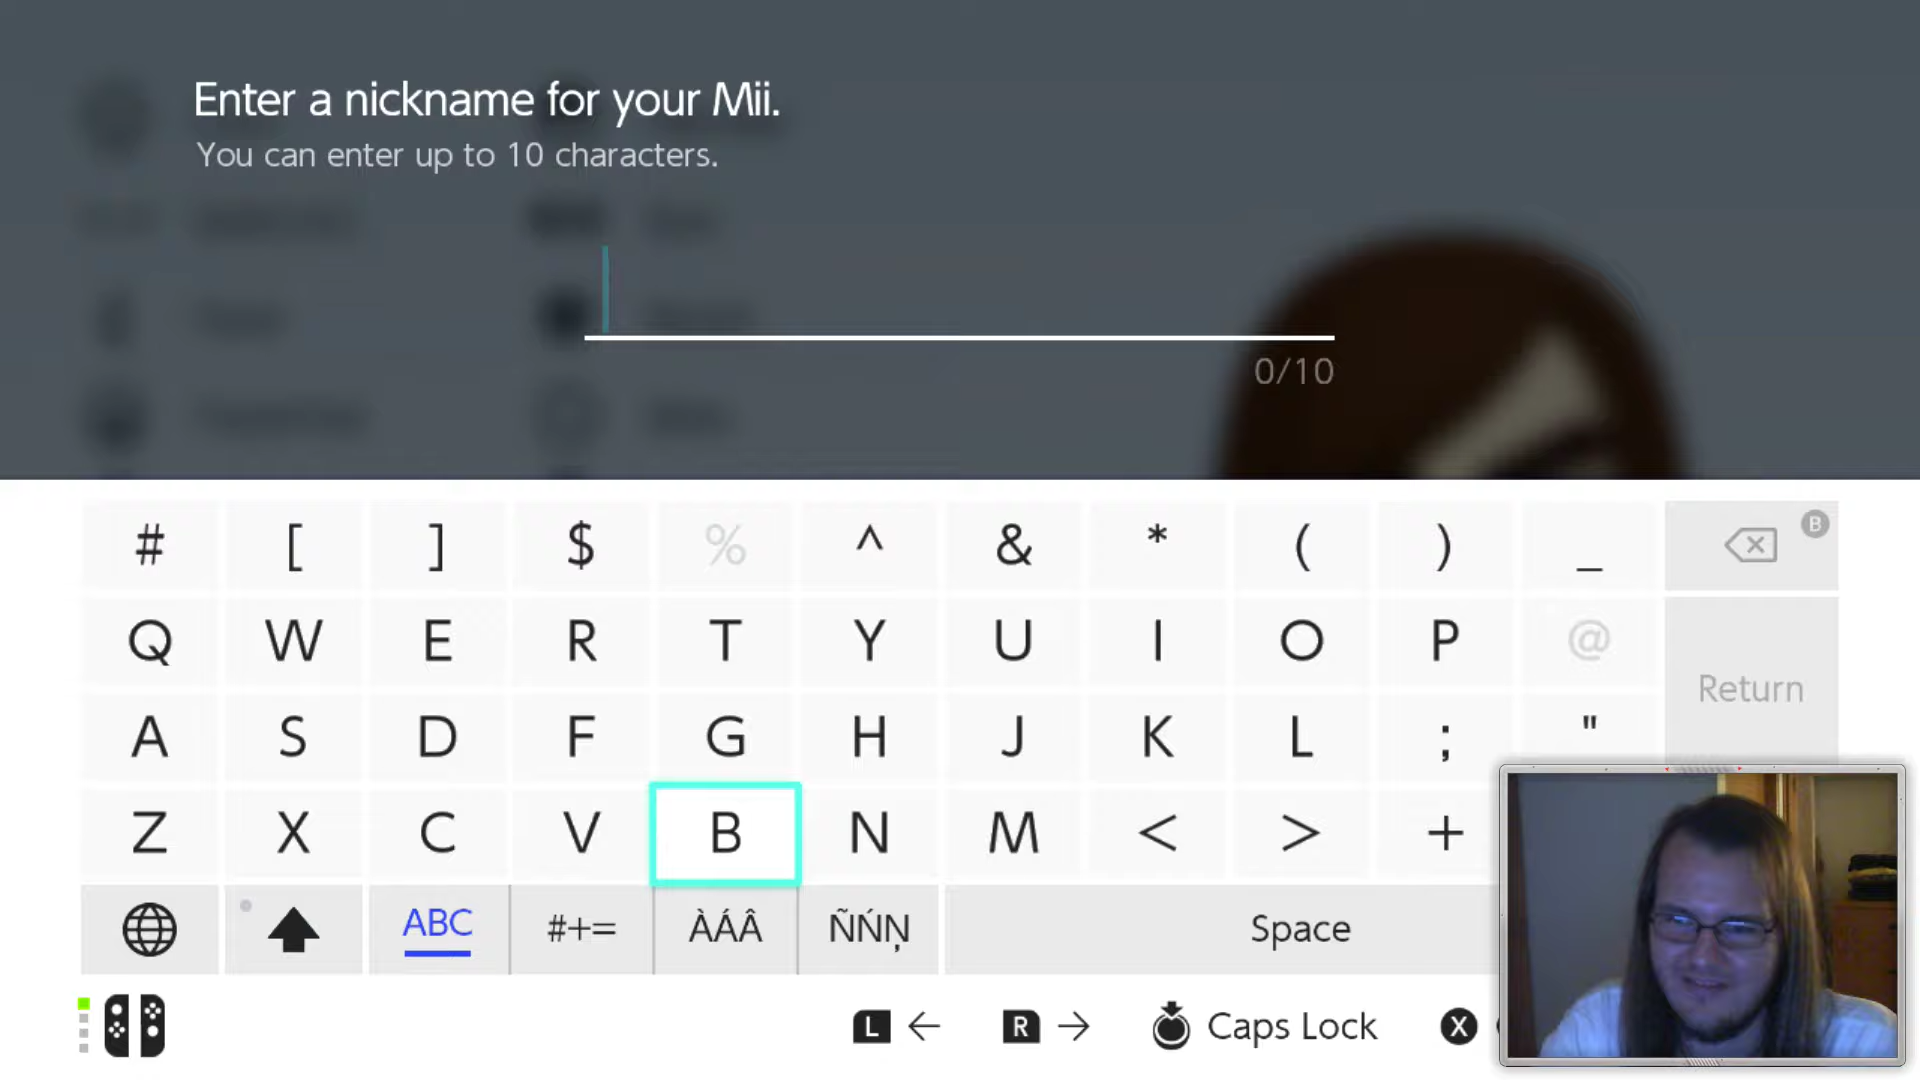 Enter a nickname for your Mii.
You can enter up to 10 characters.
0/10
# [ ] $ % ^ & * ( ) _ B
Q W E R T Y U I O P @
Return
A S D F G H J K L ; "
Z X C V B N M < > +
ABC #+= ÀÁÂ ÑŃŅ Space
L ← R → Caps Lock X